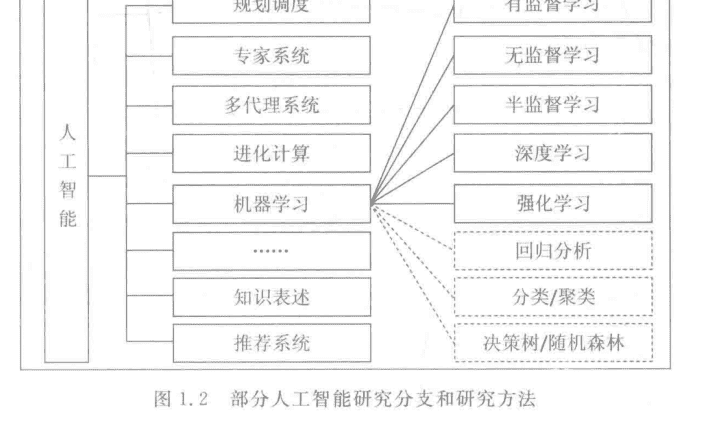 人工智能
规划调度
专家系统
多代理系统
进化计算
机器学习
……
知识表述
推荐系统
有监督学习
无监督学习
半监督学习
深度学习
强化学习
回归分析
分类/聚类
决策树/随机森林
图 1.2 部分人工智能研究分支和研究方法